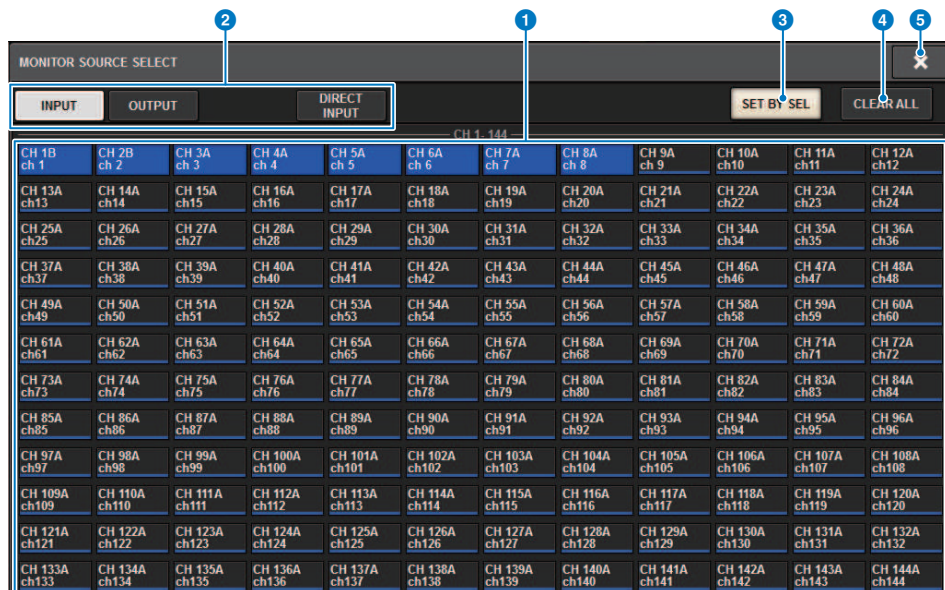 2 1 3 4 5
MONITOR SOURCE SELECT ×
INPUT OUTPUT DIRECT INPUT SET BY SEL CLEAR ALL
CH 1- 144
CH 1B CH 2B CH 3A CH 4A CH 5A CH 6A CH 7A CH 8A CH 9A CH 10A CH 11A CH 12A
ch 1 ch 2 ch 3 ch 4 ch 5 ch 6 ch 7 ch 8 ch 9 ch10 ch11 ch12
CH 13A CH 14A CH 15A CH 16A CH 17A CH 18A CH 19A CH 20A CH 21A CH 22A CH 23A CH 24A
ch13 ch14 ch15 ch16 ch17 ch18 ch19 ch20 ch21 ch22 ch23 ch24
CH 25A CH 26A CH 27A CH 28A CH 29A CH 30A CH 31A CH 32A CH 33A CH 34A CH 35A CH 36A
ch25 ch26 ch27 ch28 ch29 ch30 ch31 ch32 ch33 ch34 ch35 ch36
CH 37A CH 38A CH 39A CH 40A CH 41A CH 42A CH 43A CH 44A CH 45A CH 46A CH 47A CH 48A
ch37 ch38 ch39 ch40 ch41 ch42 ch43 ch44 ch45 ch46 ch47 ch48
CH 49A CH 50A CH 51A CH 52A CH 53A CH 54A CH 55A CH 56A CH 57A CH 58A CH 59A CH 60A
ch49 ch50 ch51 ch52 ch53 ch54 ch55 ch56 ch57 ch58 ch59 ch60
CH 61A CH 62A CH 63A CH 64A CH 65A CH 66A CH 67A CH 68A CH 69A CH 70A CH 71A CH 72A
ch61 ch62 ch63 ch64 ch65 ch66 ch67 ch68 ch69 ch70 ch71 ch72
CH 73A CH 74A CH 75A CH 76A CH 77A CH 78A CH 79A CH 80A CH 81A CH 82A CH 83A CH 84A
ch73 ch74 ch75 ch76 ch77 ch78 ch79 ch80 ch81 ch82 ch83 ch84
CH 85A CH 86A CH 87A CH 88A CH 89A CH 90A CH 91A CH 92A CH 93A CH 94A CH 95A CH 96A
ch85 ch86 ch87 ch88 ch89 ch90 ch91 ch92 ch93 ch94 ch95 ch96
CH 97A CH 98A CH 99A CH 100A CH 101A CH 102A CH 103A CH 104A CH 105A CH 106A CH 107A CH 108A
ch97 ch98 ch99 ch100 ch101 ch102 ch103 ch104 ch105 ch106 ch107 ch108
CH 109A CH 110A CH 111A CH 112A CH 113A CH 114A CH 115A CH 116A CH 117A CH 118A CH 119A CH 120A
ch109 ch110 ch111 ch112 ch113 ch114 ch115 ch116 ch117 ch118 ch119 ch120
CH 121A CH 122A CH 123A CH 124A CH 125A CH 126A CH 127A CH 128A CH 129A CH 130A CH 131A CH 132A
ch121 ch122 ch123 ch124 ch125 ch126 ch127 ch128 ch129 ch130 ch131 ch132
CH 133A CH 134A CH 135A CH 136A CH 137A CH 138A CH 139A CH 140A CH 141A CH 142A CH 143A CH 144A
ch133 ch134 ch135 ch136 ch137 ch138 ch139 ch140 ch141 ch142 ch143 ch144